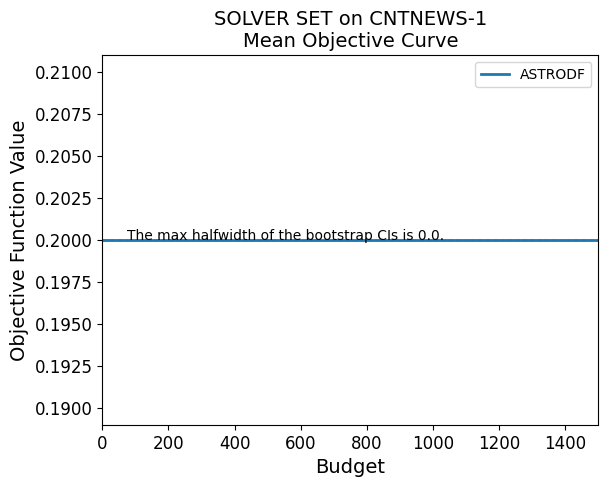 SOLVER SET on CNTNEWS-1
Mean Objective Curve
ASTRODF
Objective Function Value
0.2100
0.2075
0.2050
0.2025
0.2000
0.1975
0.1950
0.1925
0.1900
The max halfwidth of the bootstrap CIs is 0.0.
0 200 400 600 800 1000 1200 1400
Budget